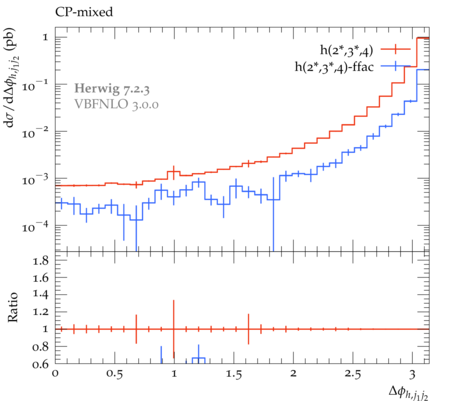 CP-mixed
dσ/dΔϕ_{h,j₁j₂} (pb)
1
10⁻¹
10⁻²
10⁻³
10⁻⁴
h(2*,3*,4)
h(2*,3*,4)-ffac
Herwig 7.2.3
VBFNLO 3.0.0
Ratio
1.8
1.6
1.4
1.2
1
0.8
0.6
0 0.5 1 1.5 2 2.5 3
Δϕ_{h,j₁j₂}